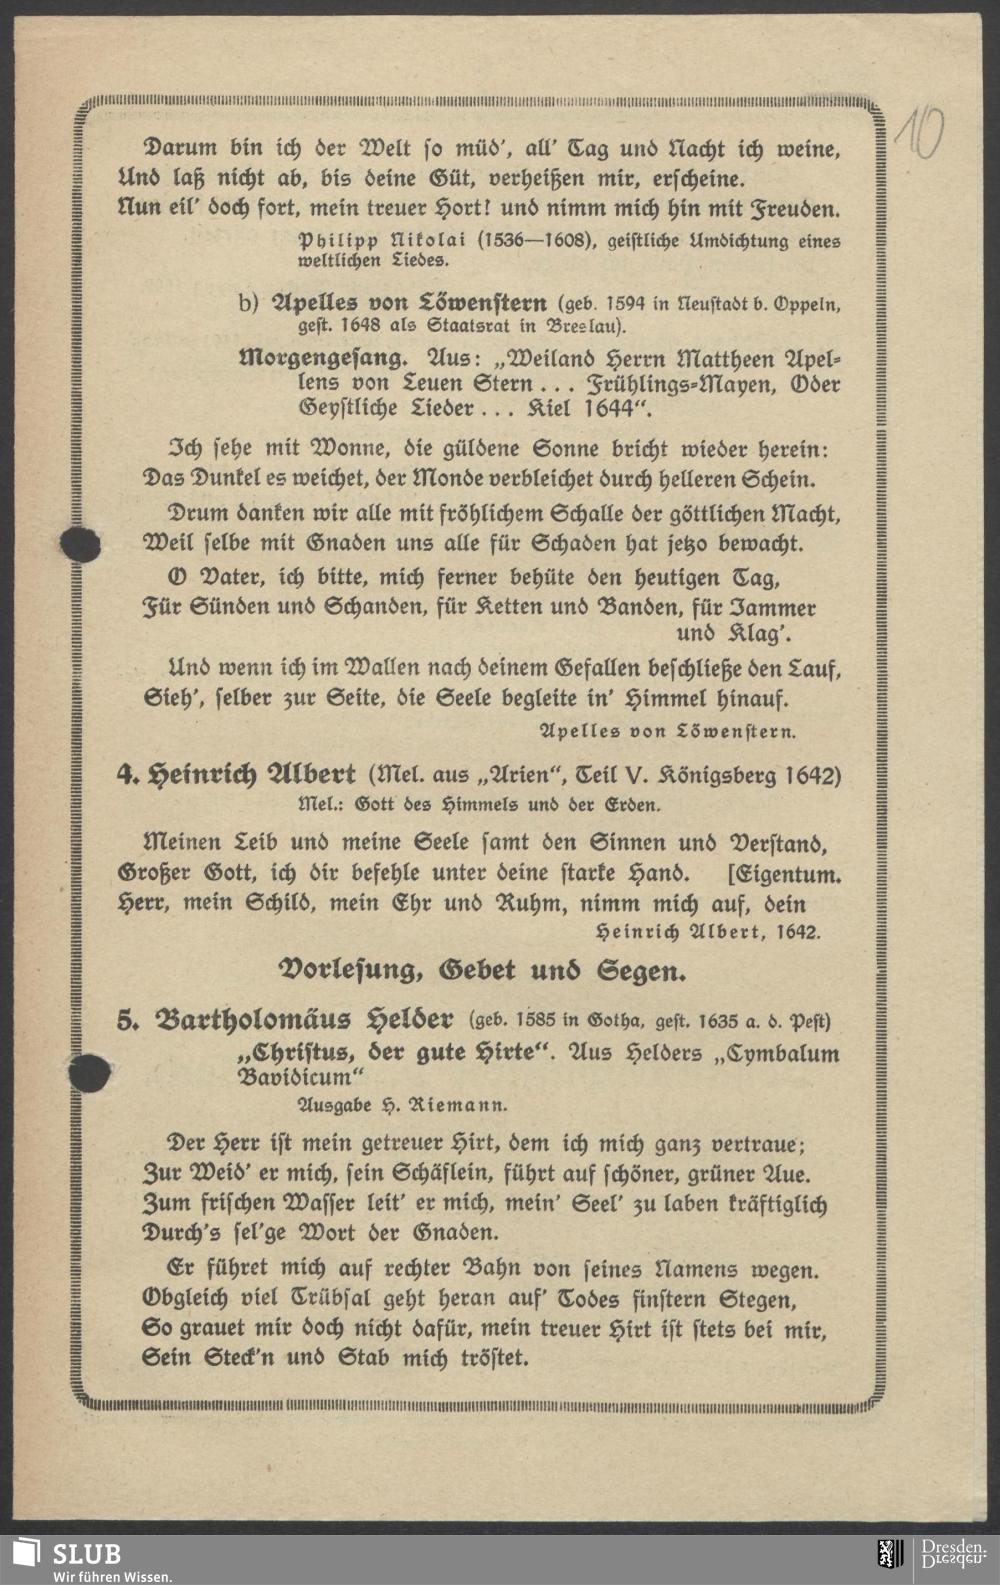 10
Darum bin ich der Welt so müd', all' Tag und Nacht ich weine,
Und laß nicht ab, bis deine Güt, verheißen mir, erscheine.
Nun eil' doch fort, mein treuer Hort! und nimm mich hin mit Freuden.
Philipp Nikolai (1536—1608), geistliche Umdichtung eines
weltlichen Liedes.
b) Apelles von Löwenstern (geb. 1594 in Neustadt b. Oppeln,
gest. 1648 als Staatsrat in Breslau).
Morgengesang. Aus: „Weiland Herrn Mattheen Apel-
lens von Leuen Stern ... Frühlings-Mayen, Oder
Geystliche Lieder ... Kiel 1644“.
Ich sehe mit Wonne, die güldene Sonne bricht wieder herein:
Das Dunkel es weichet, der Monde verbleichet durch helleren Schein.
Drum danken wir alle mit fröhlichem Schalle der göttlichen Macht,
Weil selbe mit Gnaden uns alle für Schaden hat jetzo bewacht.
O Vater, ich bitte, mich ferner behüte den heutigen Tag,
Für Sünden und Schanden, für Ketten und Banden, für Jammer
und Klag'.
Und wenn ich im Wallen nach deinem Gefallen beschließe den Lauf,
Sieh', selber zur Seite, die Seele begleite in' Himmel hinauf.
Apelles von Löwenstern.
4. Heinrich Albert (Mel. aus „Arien“, Teil V. Königsberg 1642)
Mel.: Gott des Himmels und der Erden.
Meinen Leib und meine Seele samt den Sinnen und Verstand,
Großer Gott, ich dir befehle unter deine starke Hand. [Eigentum.
Herr, mein Schild, mein Ehr und Ruhm, nimm mich auf, dein
Heinrich Albert, 1642.
Vorlesung, Gebet und Segen.
5. Bartholomäus Helder (geb. 1585 in Gotha, gest. 1635 a. d. Pest)
„Christus, der gute Hirte“. Aus Helders „Cymbalum
Bavidicum“
Ausgabe H. Riemann.
Der Herr ist mein getreuer Hirt, dem ich mich ganz vertraue;
Zur Weid' er mich, sein Schäflein, führt auf schöner, grüner Aue.
Zum frischen Wasser leit' er mich, mein' Seel' zu laben kräftiglich
Durch's sel'ge Wort der Gnaden.
Er führet mich auf rechter Bahn von seines Namens wegen.
Obgleich viel Trübsal geht heran auf' Todes finstern Stegen,
So grauet mir doch nicht dafür, mein treuer Hirt ist stets bei mir,
Sein Steck'n und Stab mich tröstet.
SLUB
Wir führen Wissen.
Dresden.
Dresden.